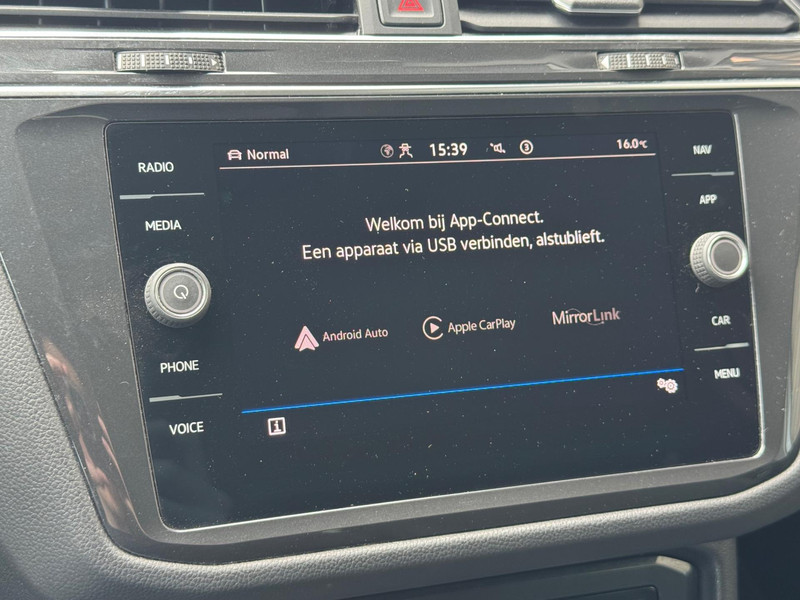 RADIO
MEDIA
PHONE
VOICE
Normal
15:39
3
16.0°C
Welkom bij App-Connect.
Een apparaat via USB verbinden, alstublieft.
Android Auto
Apple CarPlay
MirrorLink
i
NAV
APP
CAR
MENU